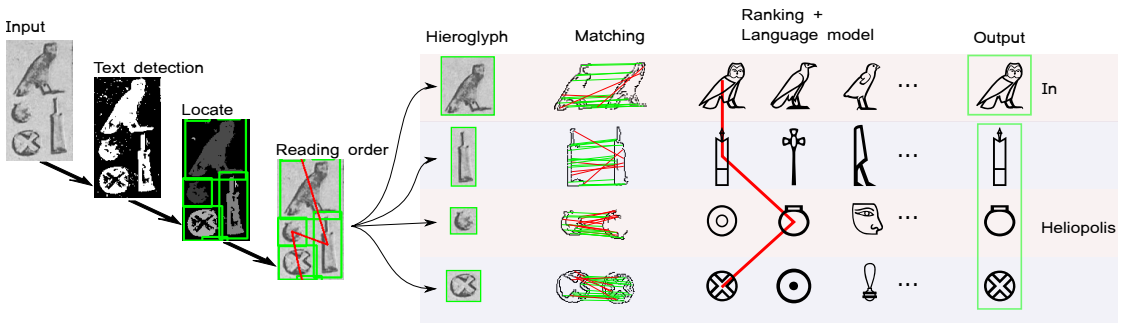 Input
Text detection
Locate
Reading order
Hieroglyph
Matching
Ranking +
Language model
Output
In
Heliopolis